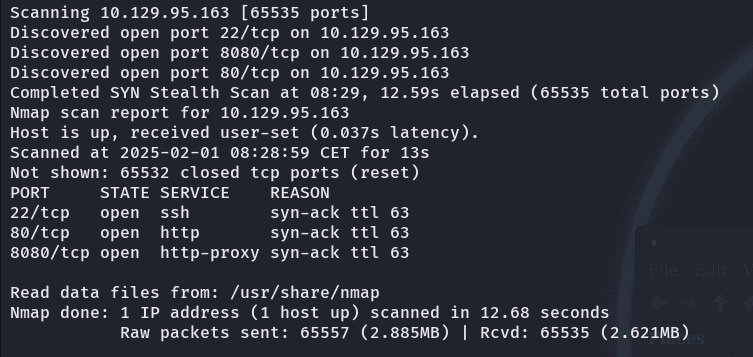 Scanning 10.129.95.163 [65535 ports]
Discovered open port 22/tcp on 10.129.95.163
Discovered open port 8080/tcp on 10.129.95.163
Discovered open port 80/tcp on 10.129.95.163
Completed SYN Stealth Scan at 08:29, 12.59s elapsed (65535 total ports)
Nmap scan report for 10.129.95.163
Host is up, received user-set (0.037s latency).
Scanned at 2025-02-01 08:28:59 CET for 13s
Not shown: 65532 closed tcp ports (reset)
PORT     STATE SERVICE    REASON
22/tcp   open  ssh        syn-ack ttl 63
80/tcp   open  http       syn-ack ttl 63
8080/tcp open  http-proxy syn-ack ttl 63
File Edit
Read data files from: /usr/share/nmap
Nmap done: 1 IP address (1 host up) scanned in 12.68 seconds
           Raw packets sent: 65557 (2.885MB) | Rcvd: 65535 (2.621MB)